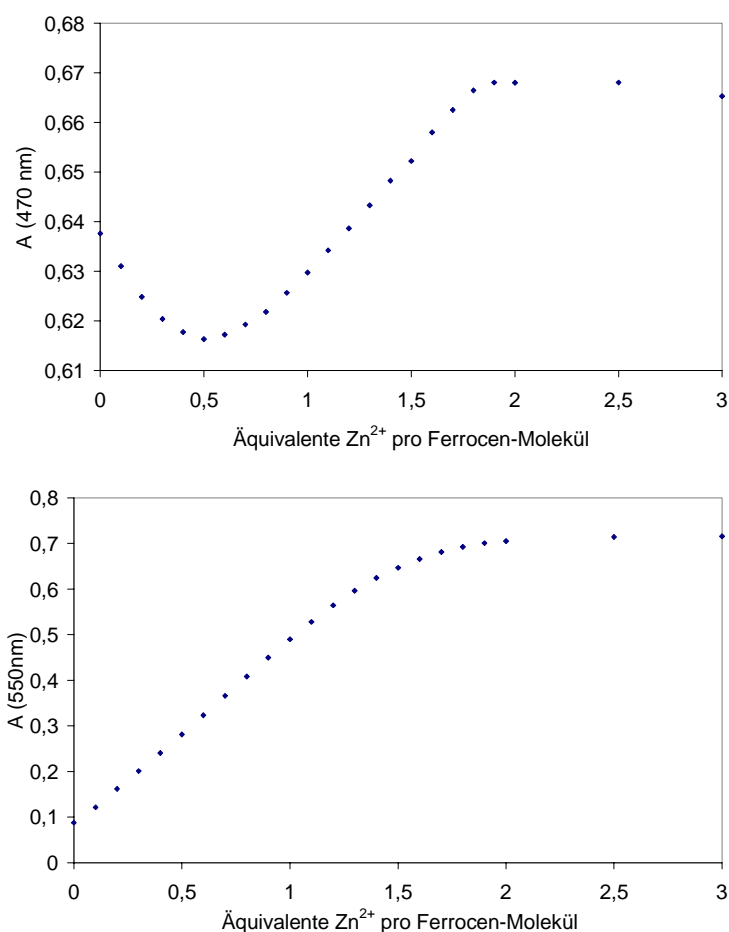 0,68
0,67
0,66
0,65
0,64
0,63
0,62
0,61
A (470 nm)
0 0,5 1 1,5 2 2,5 3
Äquivalente Zn²⁺ pro Ferrocen-Molekül
0,8
0,7
0,6
0,5
0,4
0,3
0,2
0,1
0
A (550nm)
0 0,5 1 1,5 2 2,5 3
Äquivalente Zn²⁺ pro Ferrocen-Molekül